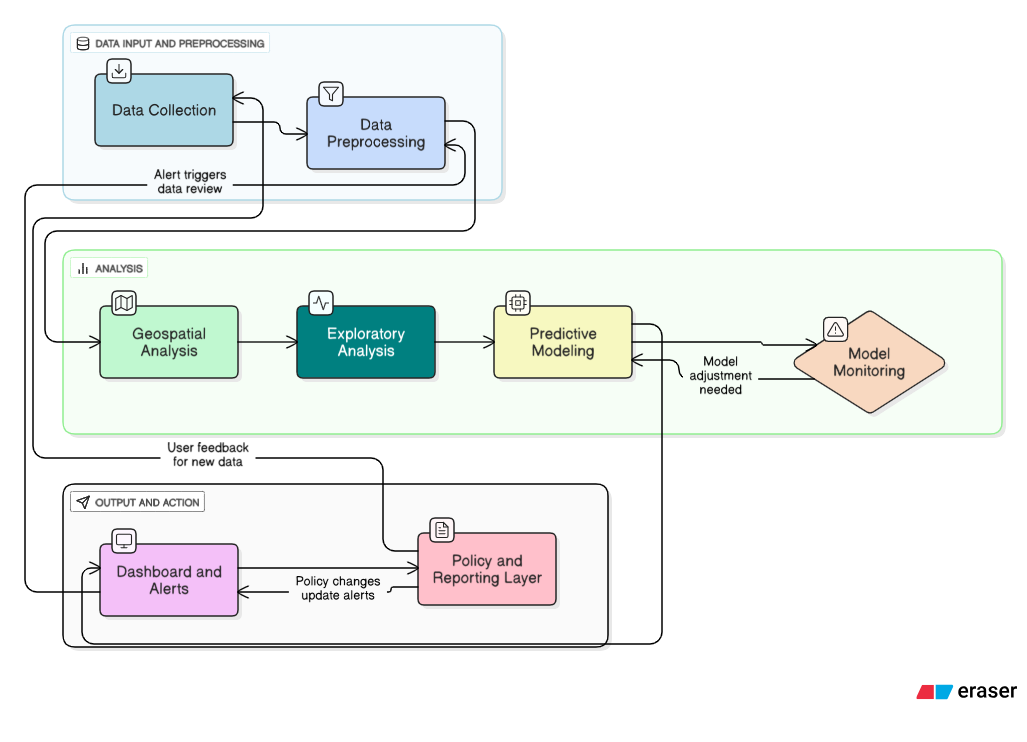 DATA INPUT AND PREPROCESSING
Data Collection
Data
Preprocessing
Alert triggers
data review
ANALYSIS
Geospatial
Analysis
Exploratory
Analysis
Predictive
Modeling
Model
Monitoring
Model
adjustment
needed
User feedback
for new data
OUTPUT AND ACTION
Dashboard and
Alerts
Policy changes
update alerts
Policy and
Reporting Layer
eraser